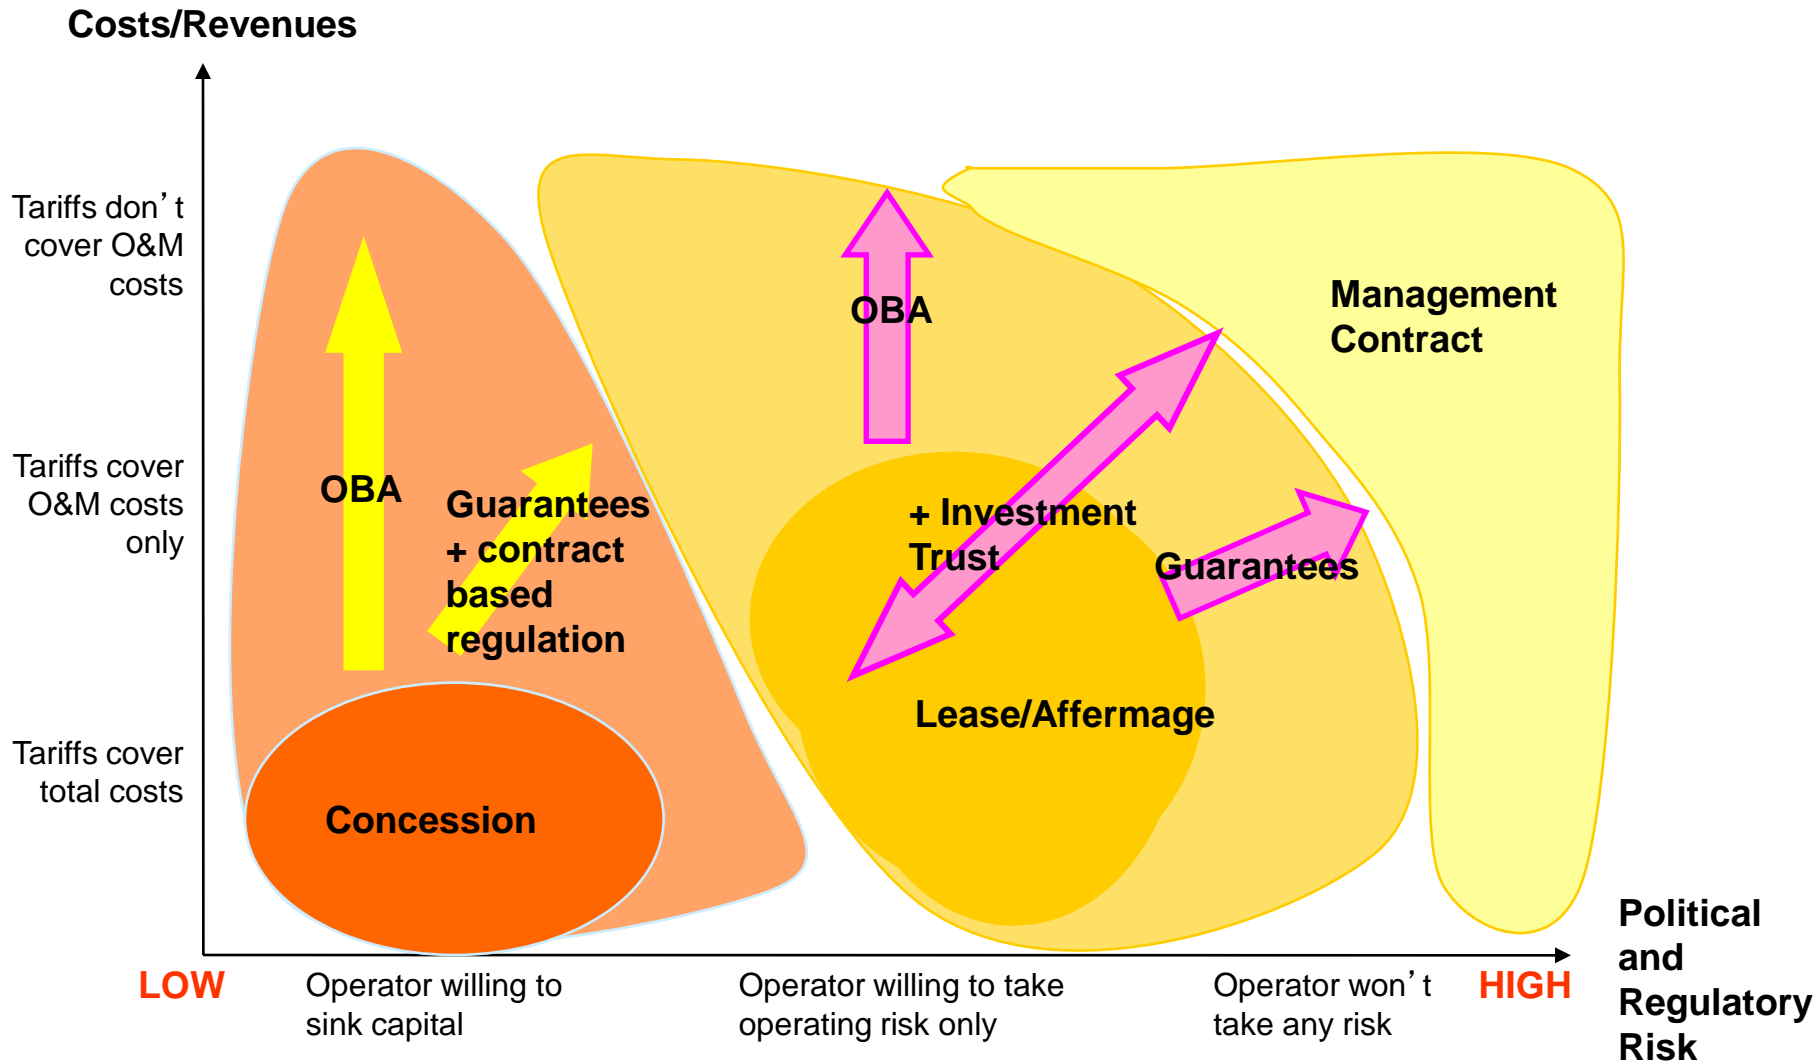 Costs/Revenues
Tariffs don’t
cover O&M
costs
Tariffs cover
O&M costs
only
Tariffs cover
total costs
OBA
Guarantees
+ contract
based
regulation
Concession
OBA
+ Investment
Trust
Guarantees
Lease/Affermage
Management
Contract
LOW
Operator willing to
sink capital
Operator willing to take
operating risk only
Operator won’t
take any risk
HIGH
Political
and
Regulatory
Risk